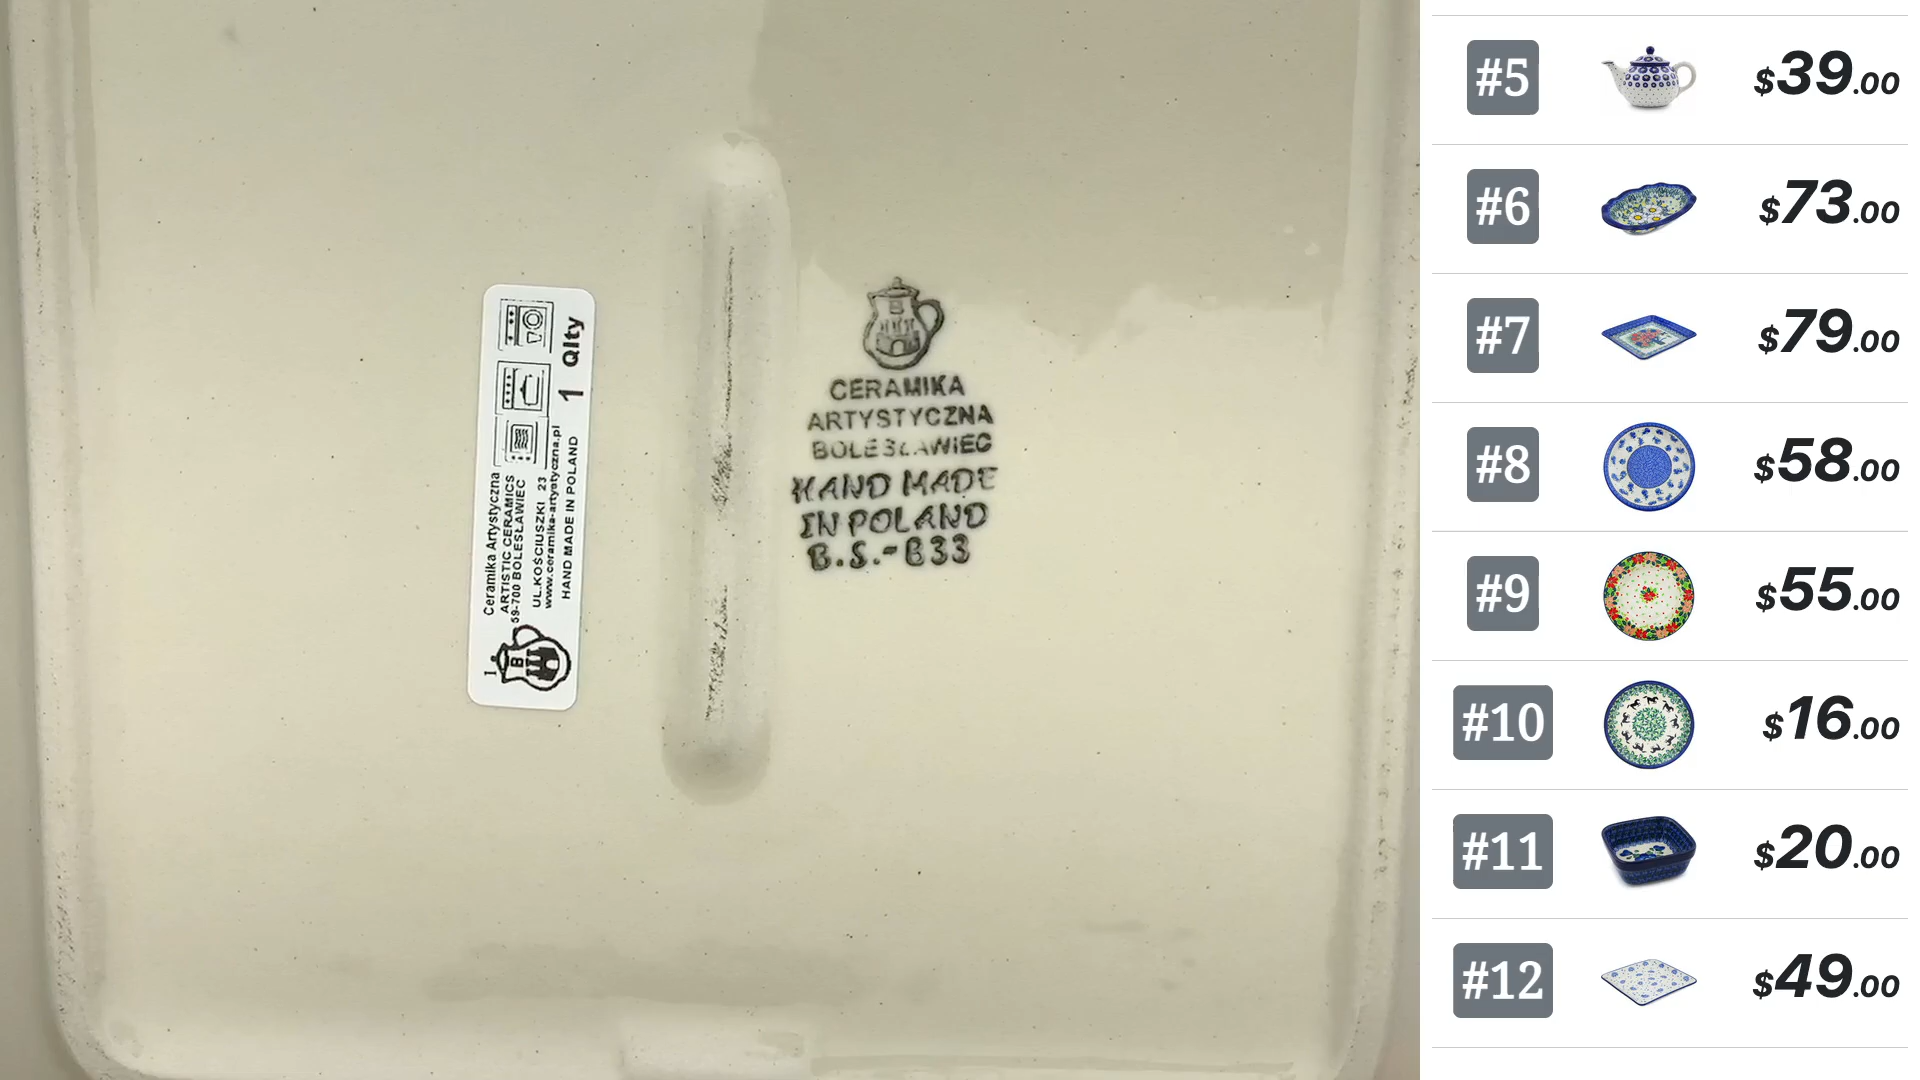 Ceramika Artystyczna
ARTISTIC CERAMICS
59-700 BOLESŁAWIEC
UL.KOŚCIUSZKI 23
www.ceramika-artystyczna.pl
HAND MADE IN POLAND
1 Qlty
1
B
CERAMIKA
ARTYSTYCZNA
BOLESŁAWIEC
HAND MADE
IN POLAND
B.S.-B33
#5 $39.00
#6 $73.00
#7 $79.00
#8 $58.00
#9 $55.00
#10 $16.00
#11 $20.00
#12 $49.00